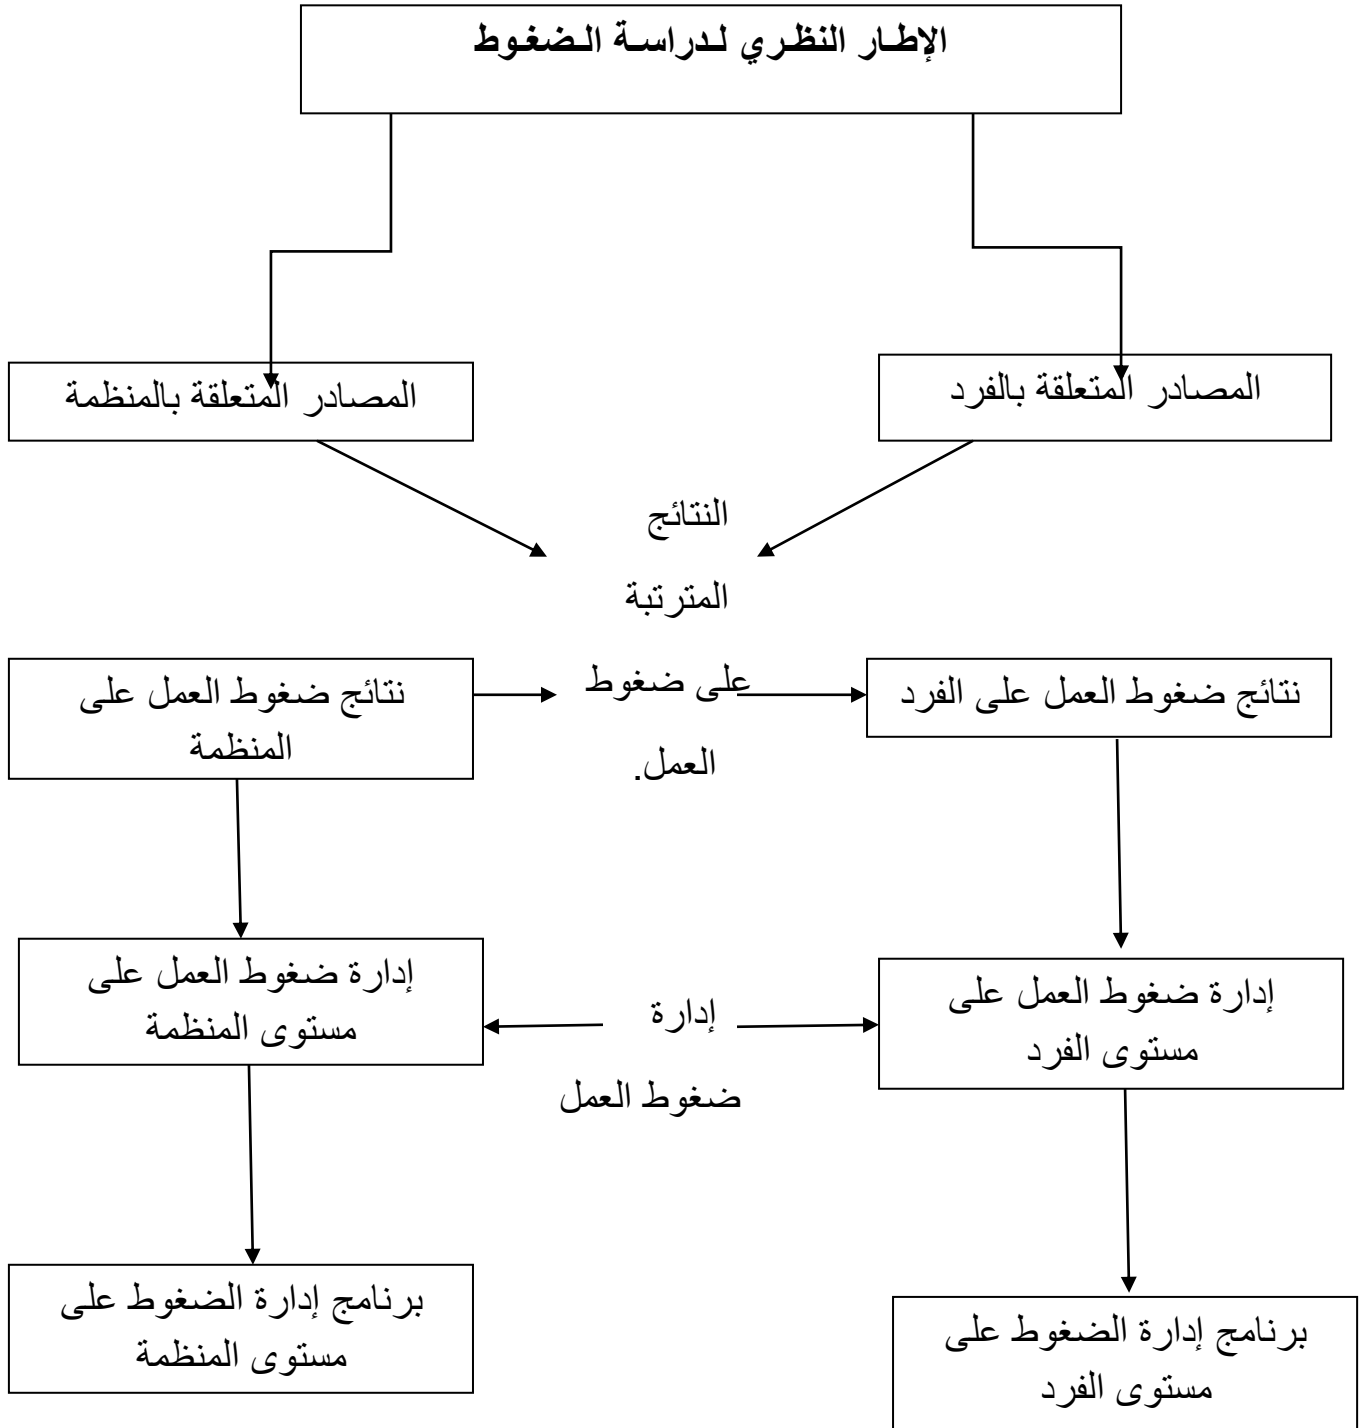 الإطار النظري لدراسة الضغوط
المصادر المتعلقة بالفرد
المصادر المتعلقة بالمنظمة
النتائج
المترتبة
على ضغوط
العمل.
نتائج ضغوط العمل على الفرد
نتائج ضغوط العمل على
المنظمة
إدارة ضغوط العمل على
مستوى الفرد
إدارة
ضغوط العمل
إدارة ضغوط العمل على
مستوى المنظمة
برنامج إدارة الضغوط على
مستوى الفرد
برنامج إدارة الضغوط على
مستوى المنظمة